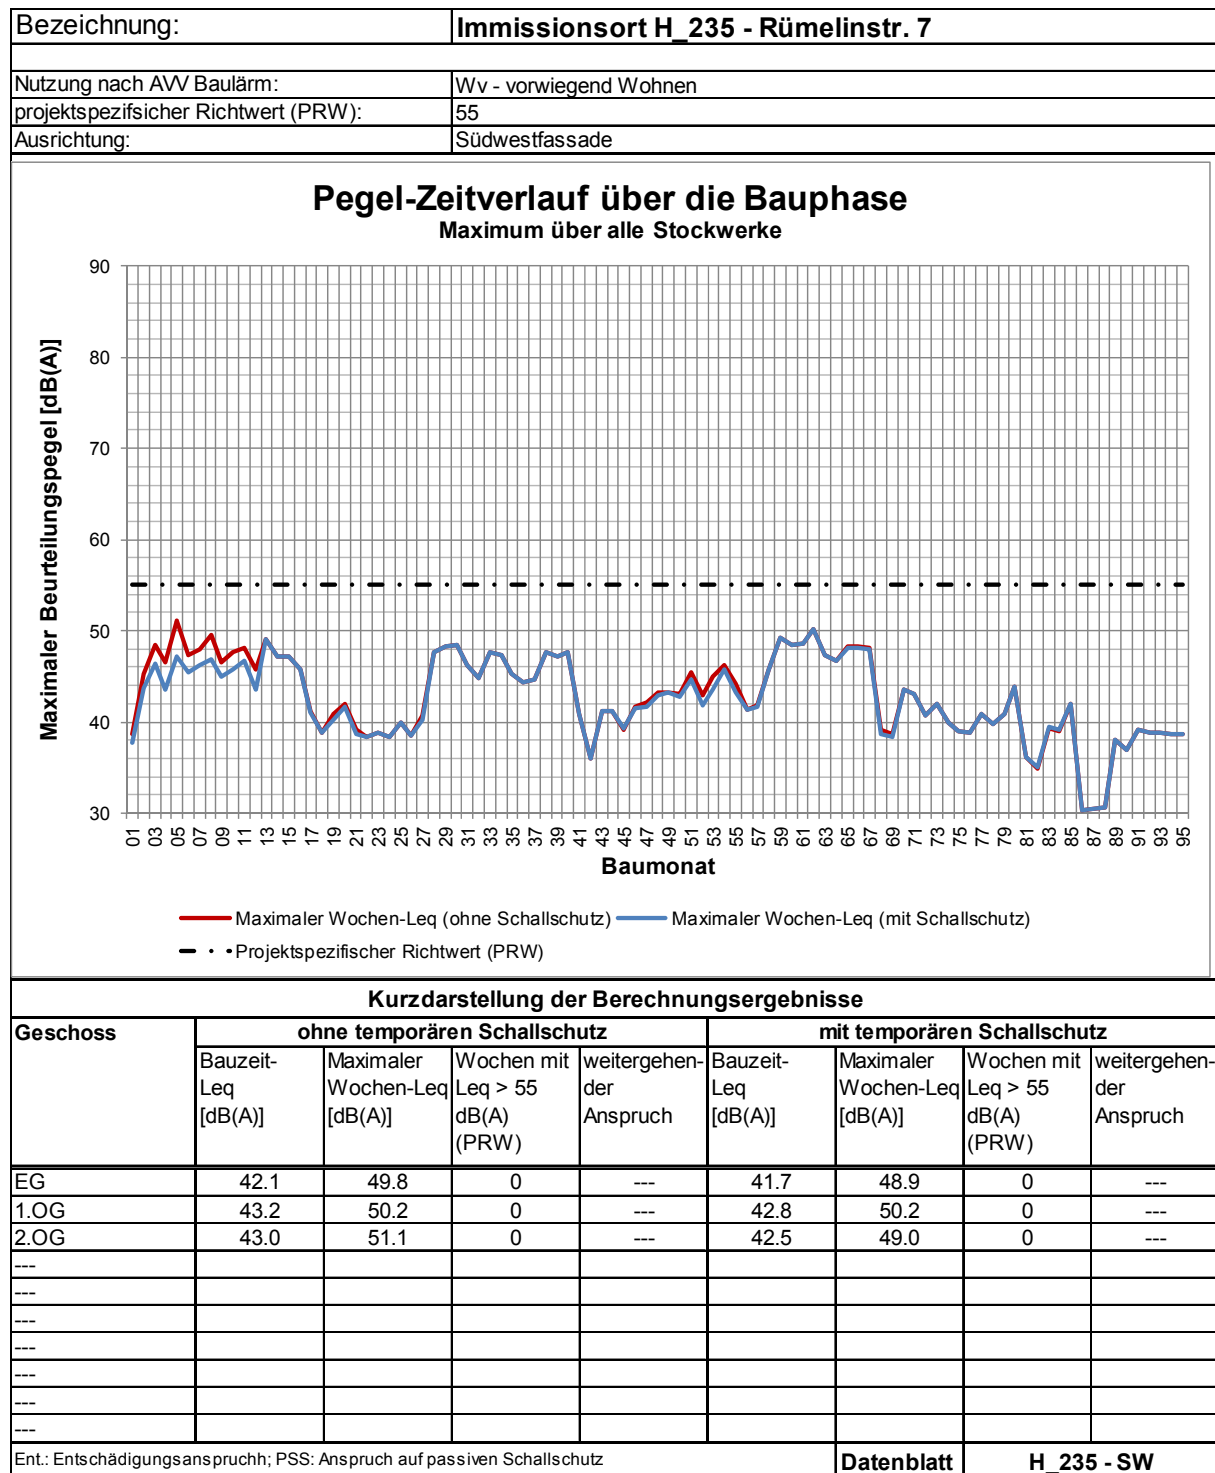 Bezeichnung: Immissionsort H_235 - Rümelinstr. 7
Nutzung nach AVV Baulärm: Wv - vorwiegend Wohnen
projektspezifsicher Richtwert (PRW): 55
Ausrichtung: Südwestfassade
Pegel-Zeitverlauf über die Bauphase
Maximum über alle Stockwerke
Maximaler Beurteilungspegel [dB(A)]
90
80
70
60
50
40
30
01 03 05 07 09 11 13 15 17 19 21 23 25 27 29 31 33 35 37 39 41 43 45 47 49 51 53 55 57 59 61 63 65 67 69 71 73 75 77 79 81 83 85 87 89 91 93 95
Baumonat
Maximaler Wochen-Leq (ohne Schallschutz) Maximaler Wochen-Leq (mit Schallschutz)
Projektspezifischer Richtwert (PRW)
Kurzdarstellung der Berechnungsergebnisse
Geschoss ohne temporären Schallschutz mit temporären Schallschutz
Bauzeit- Maximaler Wochen mit weitergehen- Bauzeit- Maximaler Wochen mit weitergehen-
Leq Wochen-Leq Leq > 55 der Leq Wochen-Leq Leq > 55 der
[dB(A)] [dB(A)] dB(A) Anspruch [dB(A)] [dB(A)] dB(A) Anspruch
(PRW) (PRW)
EG 42.1 49.8 0 --- 41.7 48.9 0 ---
1.OG 43.2 50.2 0 --- 42.8 50.2 0 ---
2.OG 43.0 51.1 0 --- 42.5 49.0 0 ---
---
---
---
---
---
---
---
Ent.: Entschädigungsanspruchh; PSS: Anspruch auf passiven Schallschutz Datenblatt H_235 - SW